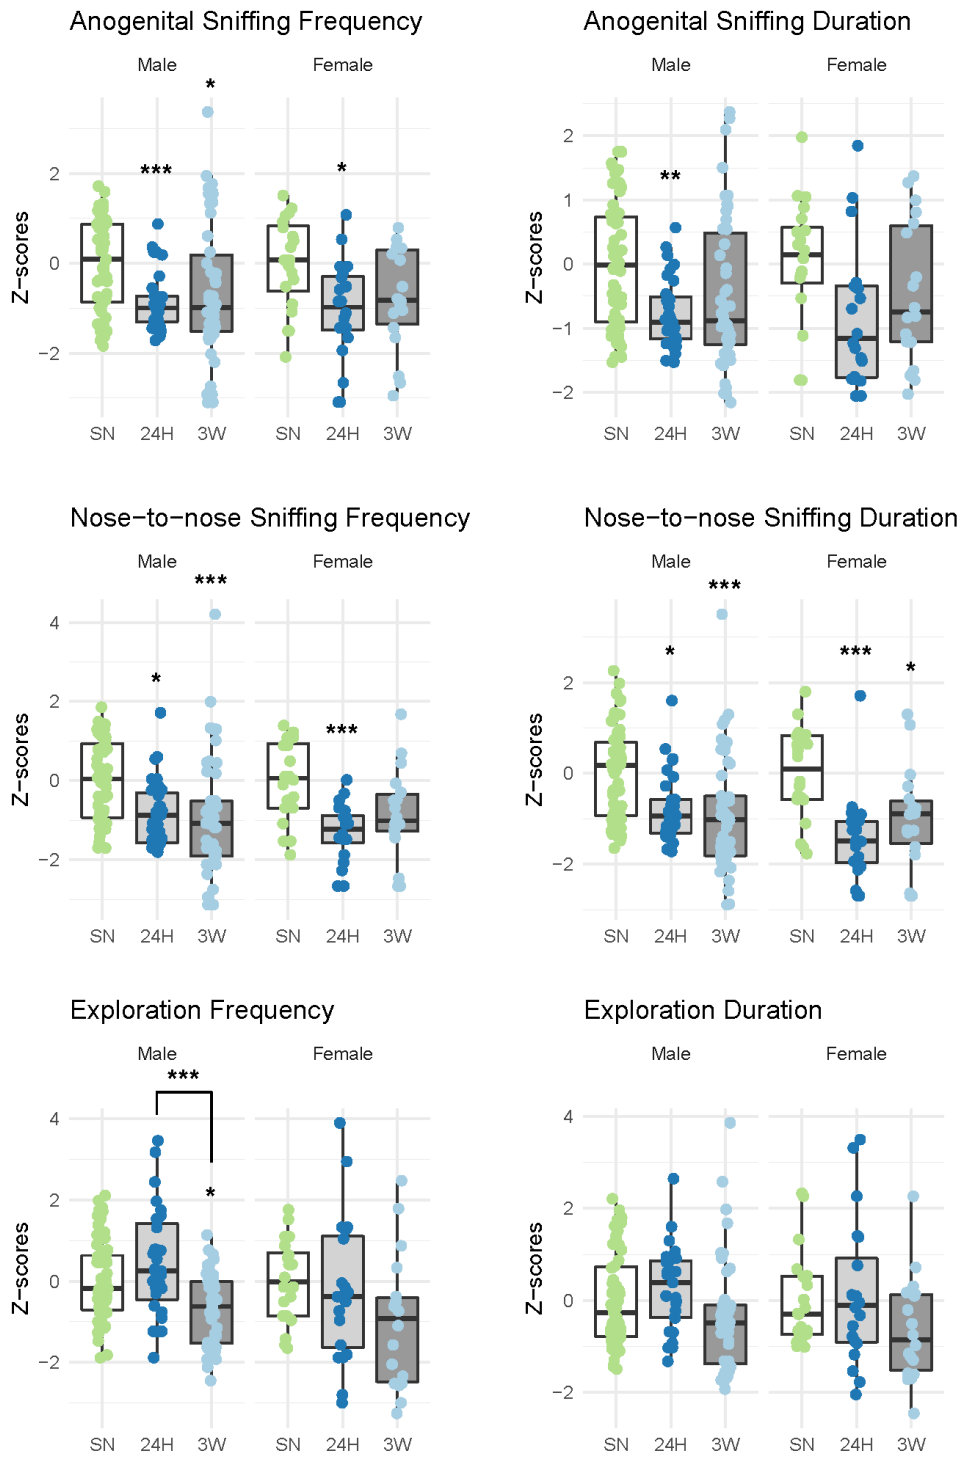 Anogenital Sniffing Frequency
Anogenital Sniffing Duration
Male
Female
Male
Female
*
***
*
**
Z−scores
2
0
−2
Z−scores
2
1
0
−1
−2
SN
24H
3W
SN
24H
3W
SN
24H
3W
SN
24H
3W
Nose−to−nose Sniffing Frequency
Nose−to−nose Sniffing Duration
Male
Female
Male
Female
***
***
*
***
*
***
*
Z−scores
4
2
0
−2
Z−scores
2
0
−2
SN
24H
3W
SN
24H
3W
SN
24H
3W
SN
24H
3W
Exploration Frequency
Exploration Duration
Male
Female
Male
Female
***
*
Z−scores
4
2
0
−2
Z−scores
4
2
0
−2
SN
24H
3W
SN
24H
3W
SN
24H
3W
SN
24H
3W